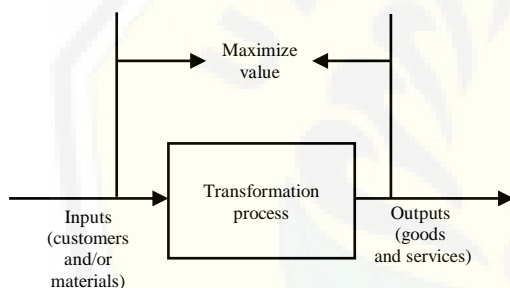 Maximize
value
Transformation
process
Inputs
(customers
and/or
materials)
Outputs
(goods
and services)